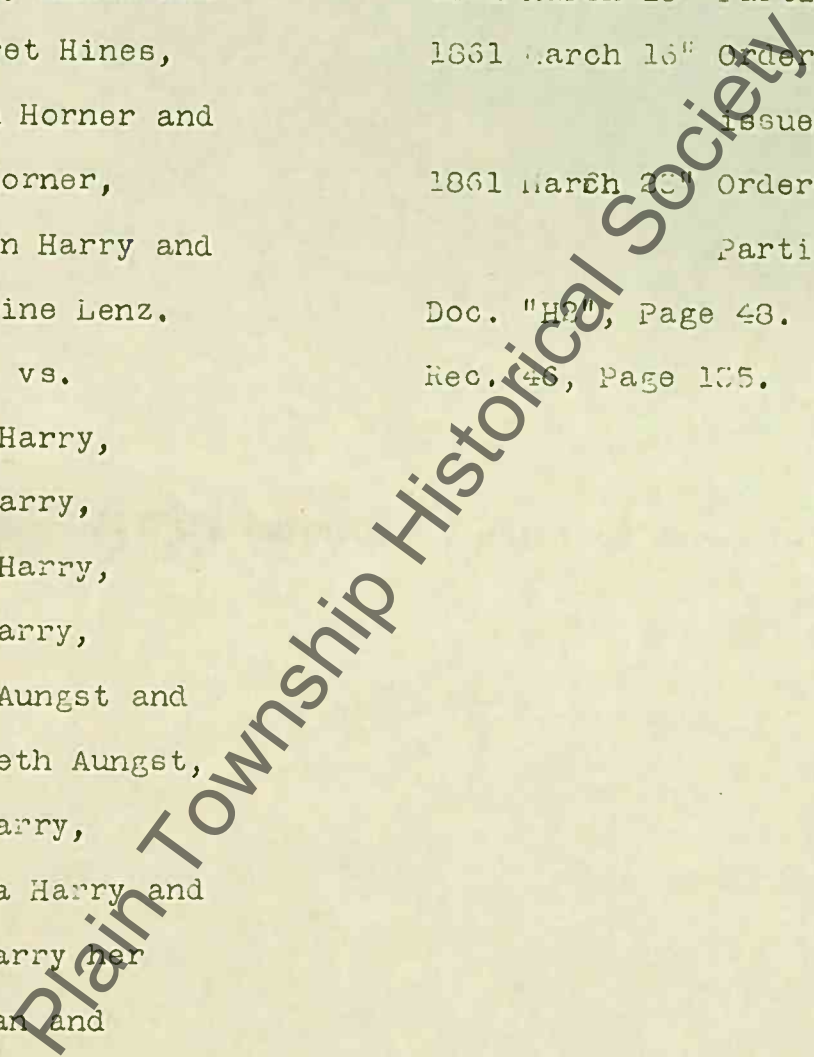 et Hines,
Horner and
orner,
n Harry and
ine Lenz.
vs.
Harry,
arry,
Harry,
arry,
Aungst and
eth Aungst,
arry,
a Harry and
arry her
an and
1861 arch 16" Order
issue
1861 March Order
Parti
Doc. "H2", Page 48.
Rec. 46, Page
Plain Township Historical Society